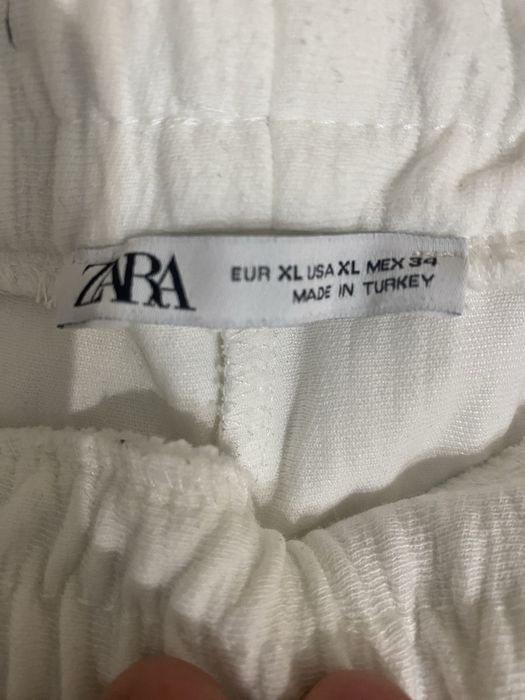 ZARA
EUR XL USA XL MEX 34
MADE IN TURKEY